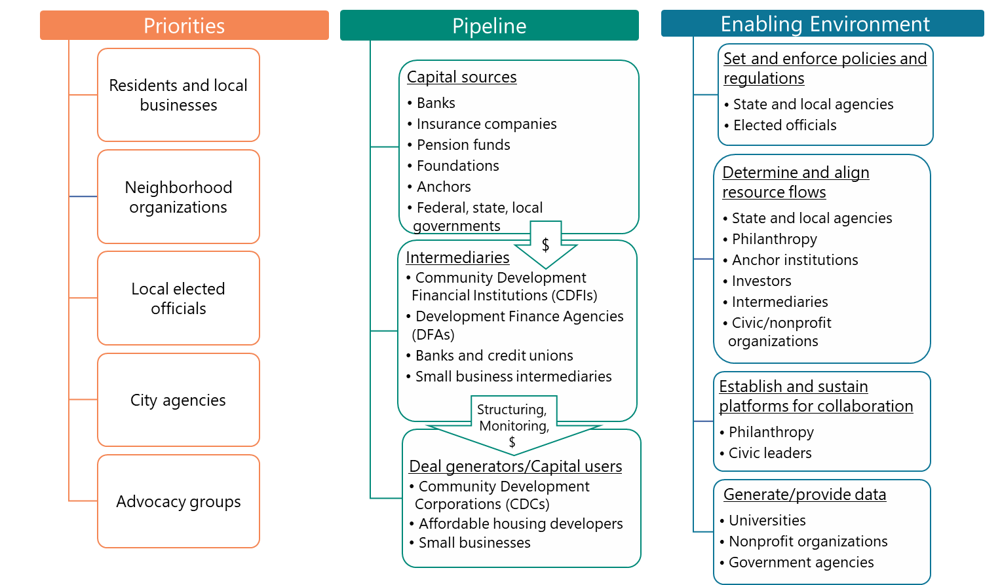 Priorities
Residents and local
businesses
Neighborhood
organizations
Local elected
officials
City agencies
Advocacy groups
Pipeline
Capital sources
• Banks
• Insurance companies
• Pension funds
• Foundations
• Anchors
• Federal, state, local
governments
$
Intermediaries
• Community Development
Financial Institutions (CDFIs)
• Development Finance Agencies
(DFAs)
• Banks and credit unions
• Small business intermediaries
Structuring,
Monitoring,
$
Deal generators/Capital users
• Community Development
Corporations (CDCs)
• Affordable housing developers
• Small businesses
Enabling Environment
Set and enforce policies and
regulations
• State and local agencies
• Elected officials
Determine and align
resource flows
• State and local agencies
• Philanthropy
• Anchor institutions
• Investors
• Intermediaries
• Civic/nonprofit
organizations
Establish and sustain
platforms for collaboration
• Philanthropy
• Civic leaders
Generate/provide data
• Universities
• Nonprofit organizations
• Government agencies